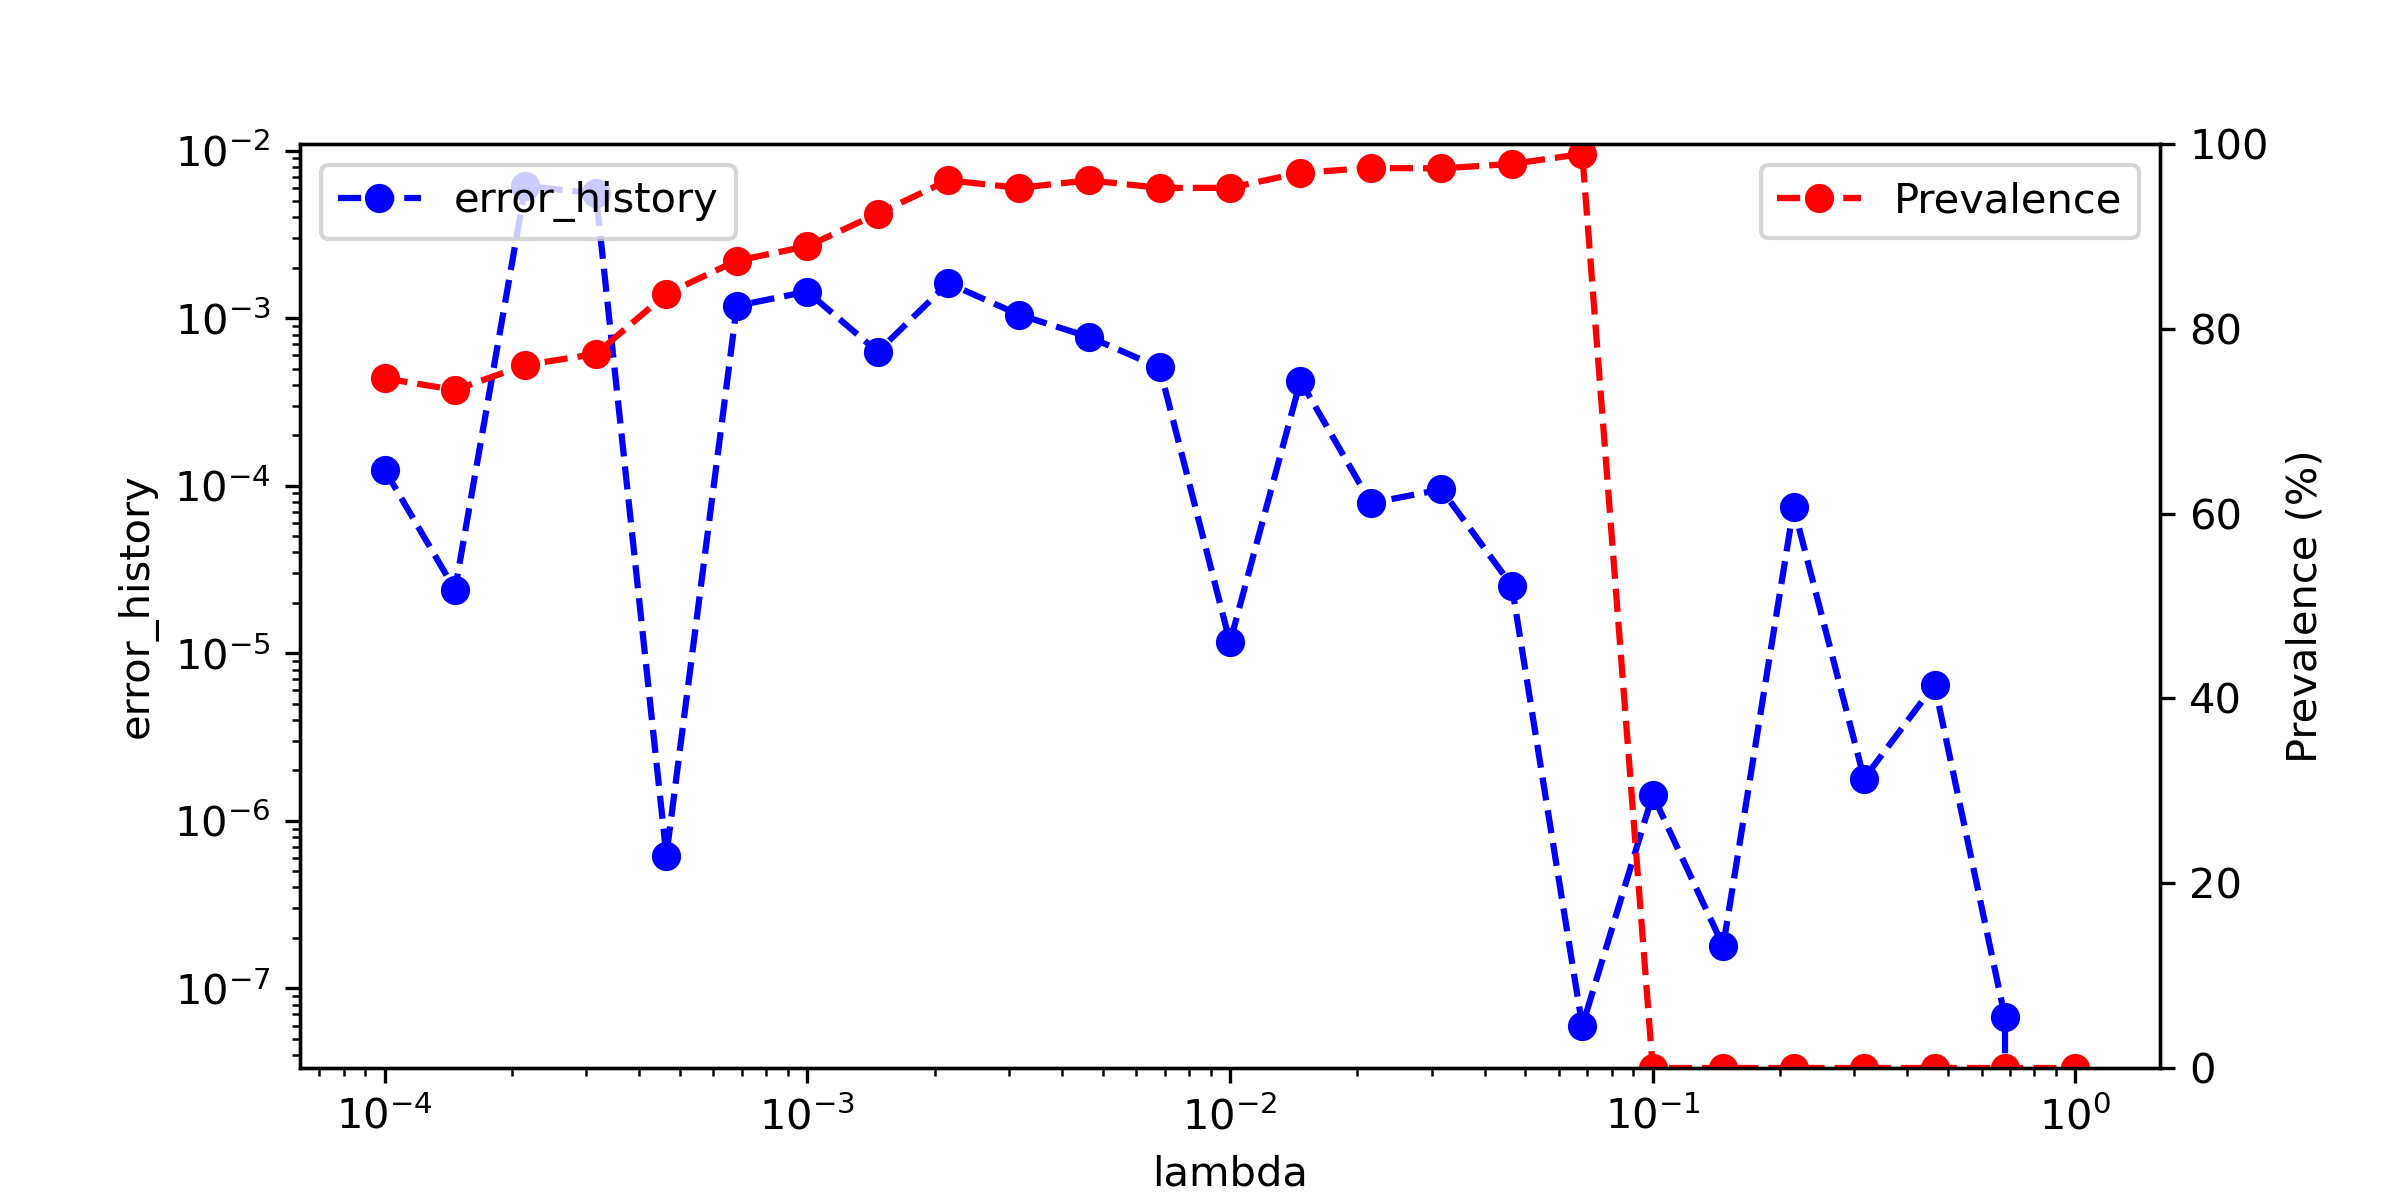 error_history
Prevalence
10⁻²
10⁻³
10⁻⁴
10⁻⁵
10⁻⁶
10⁻⁷
error_history
100
80
60
40
20
0
Prevalence (%)
10⁻⁴ 10⁻³ 10⁻² 10⁻¹ 10⁰
lambda